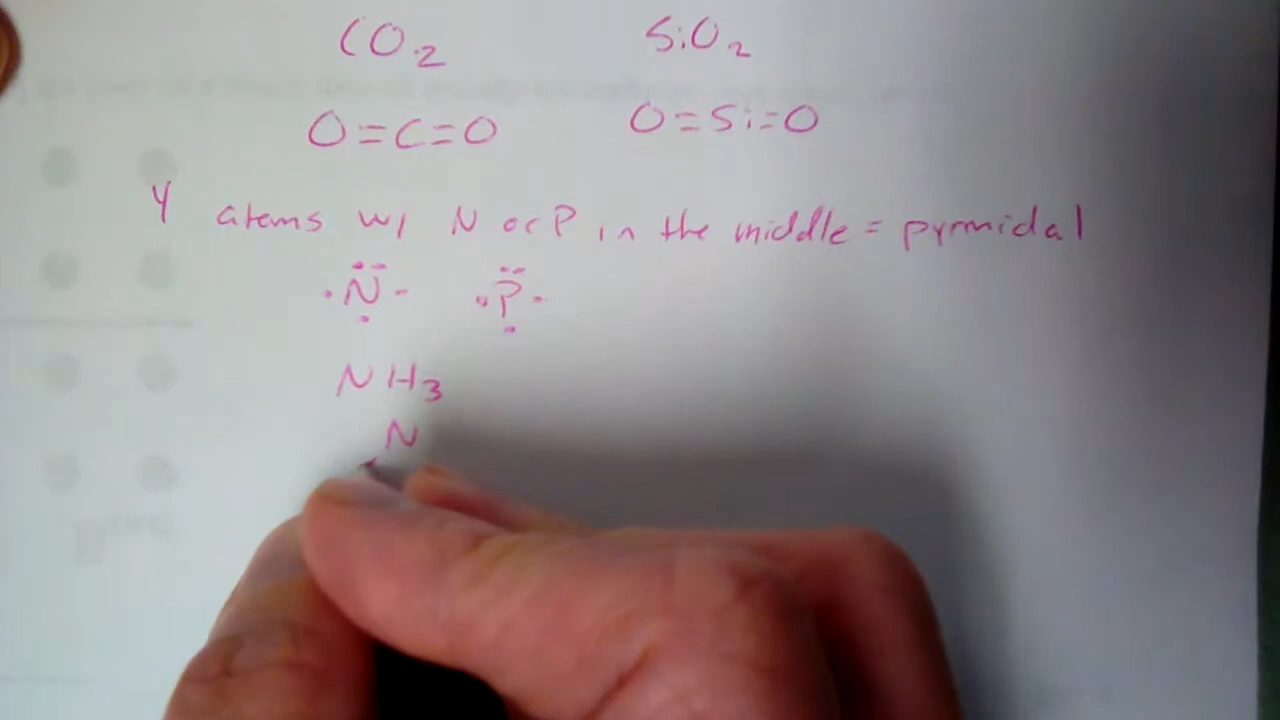 CO2 SiO2
O=C=O O=Si=O
4 atoms w/ N or P in the middle = pyrmidal
N P
NH3
N